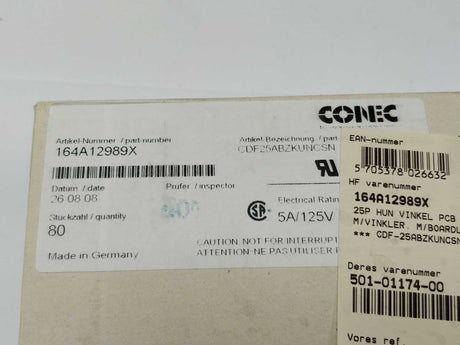 CONEC
Artikel-Nummer / part-number
164A12989X
Artikel-Bezeichnung / part-
CDF25ABZKUNCSN
Datum / date
26.08.08
Prüfer / inspector
Stückzahl / quantity
80
Electrical Ratin
5A/125V
CAUTION: NOT FOR INTERRUPT
ATTENTION NE PAS UTILISER
Made in Germany
EAN-nummer
5 705378 026632
HF varenummer
164A12989X
25P HUN VINKEL PCB
M/VINKLER. M/BOARDL
*** CDF-25ABZKUNCSN
Deres varenummer
501-01174-00
Vores ref.